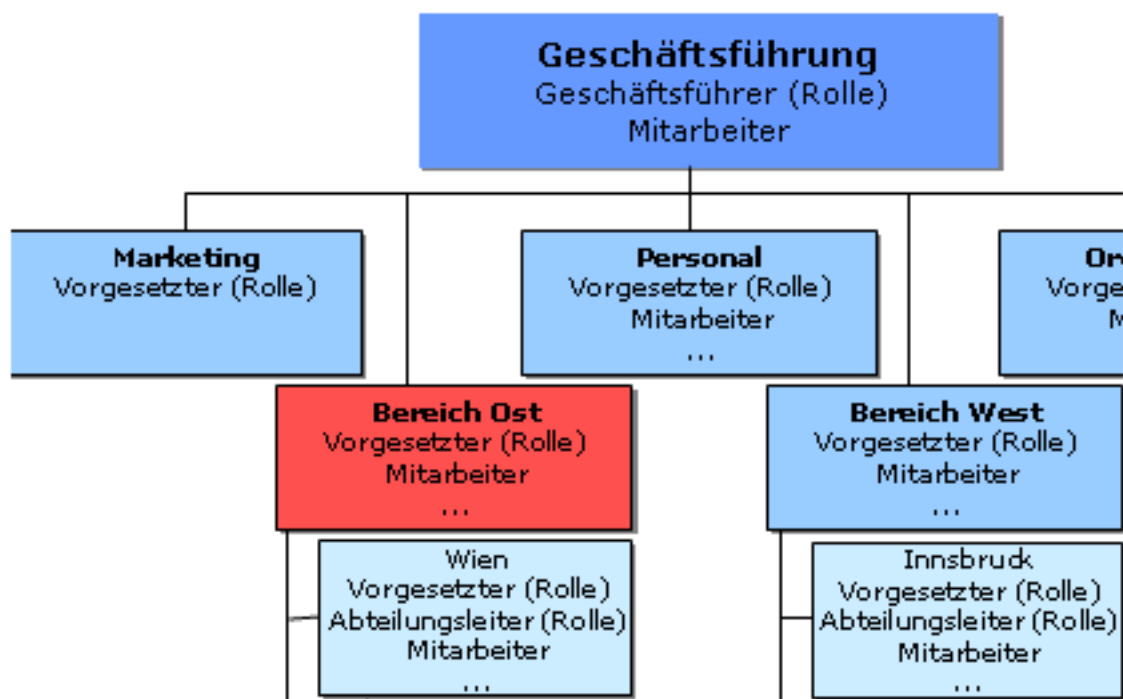 Geschäftsführung
Geschäftsführer (Rolle)
Mitarbeiter
Marketing
Vorgesetzter (Rolle)
Personal
Vorgesetzter (Rolle)
Mitarbeiter
...
Bereich Ost
Vorgesetzter (Rolle)
Mitarbeiter
...
Bereich West
Vorgesetzter (Rolle)
Mitarbeiter
...
Wien
Vorgesetzter (Rolle)
Abteilungsleiter (Rolle)
Mitarbeiter
...
Innsbruck
Vorgesetzter (Rolle)
Abteilungsleiter (Rolle)
Mitarbeiter
...